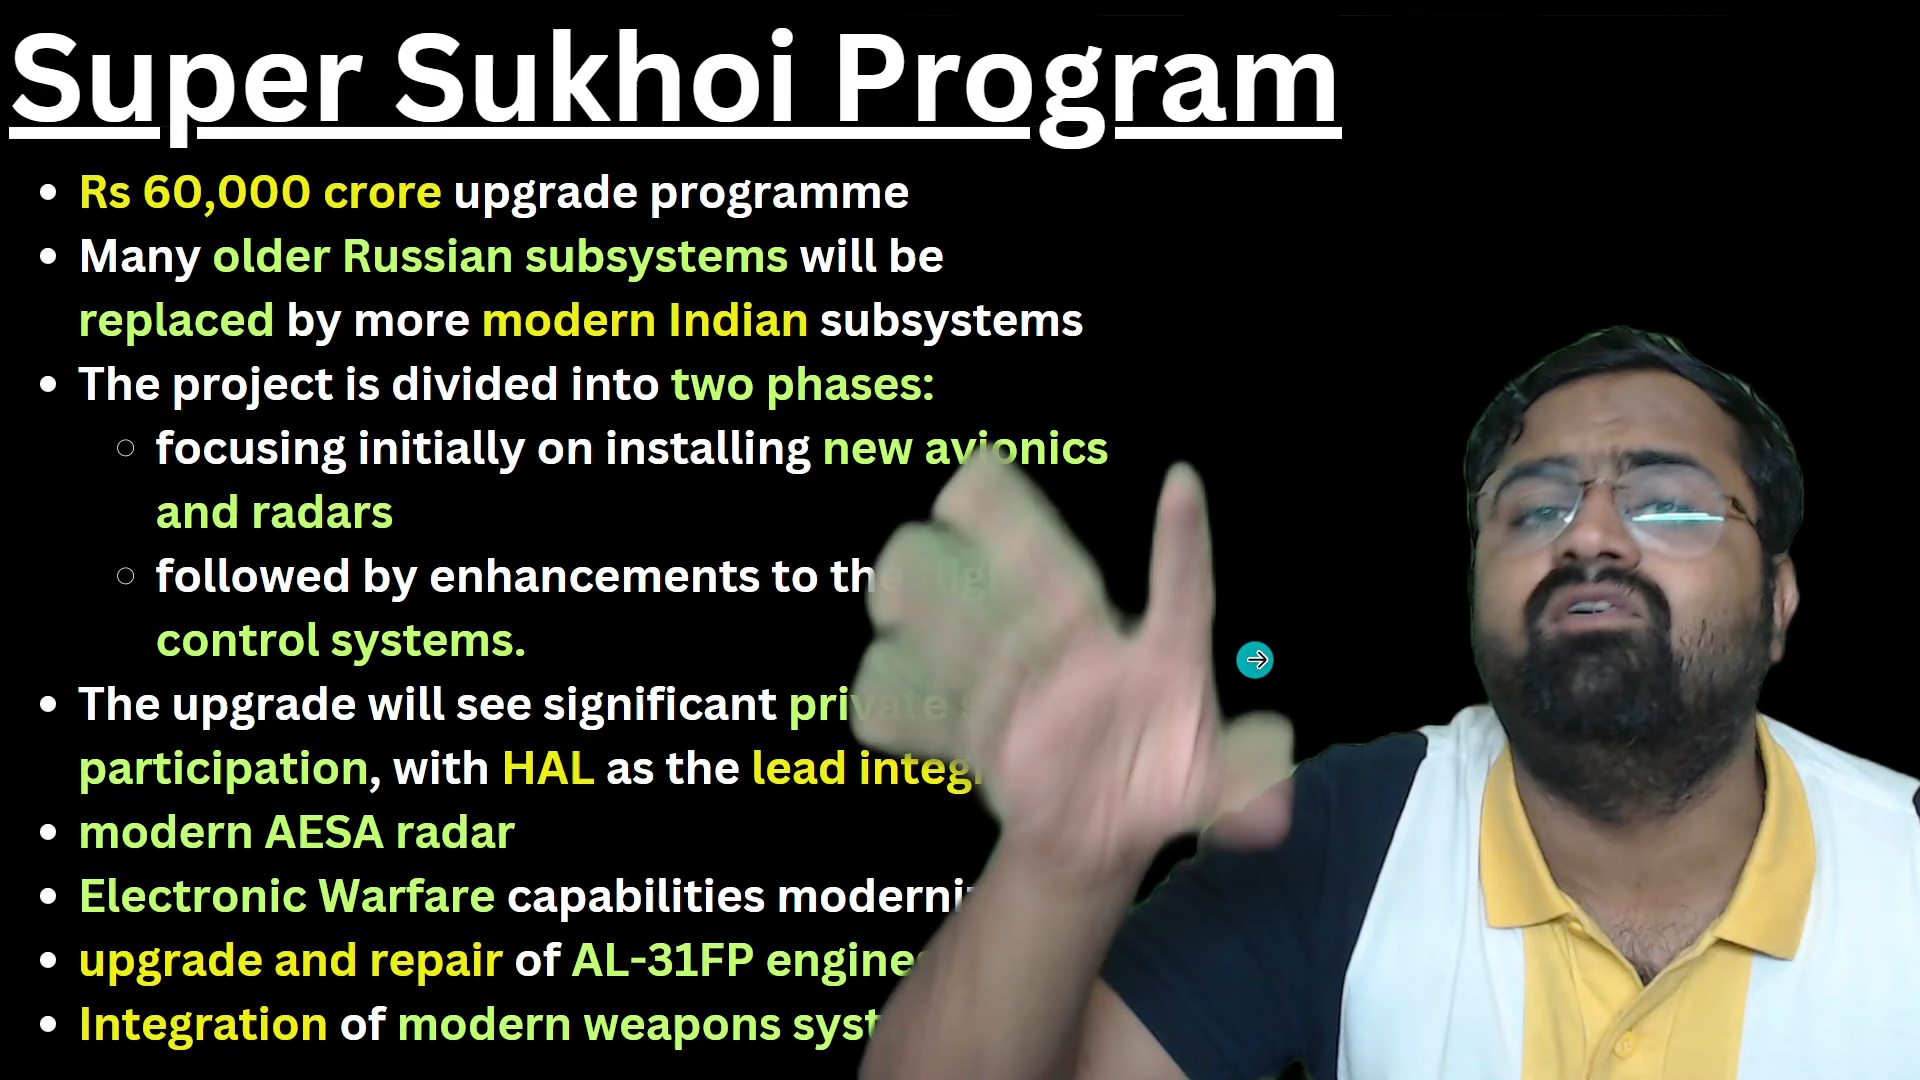 Super Sukhoi Program
Rs 60,000 crore upgrade programme
Many older Russian subsystems will be
replaced by more modern Indian subsystems
The project is divided into two phases:
focusing initially on installing new avionics
and radars
followed by enhancements to the
control systems.
The upgrade will see significant private
participation, with HAL as the lead
modern AESA radar
Electronic Warfare capabilities
upgrade and repair of AL-31FP
Integration of modern weapons